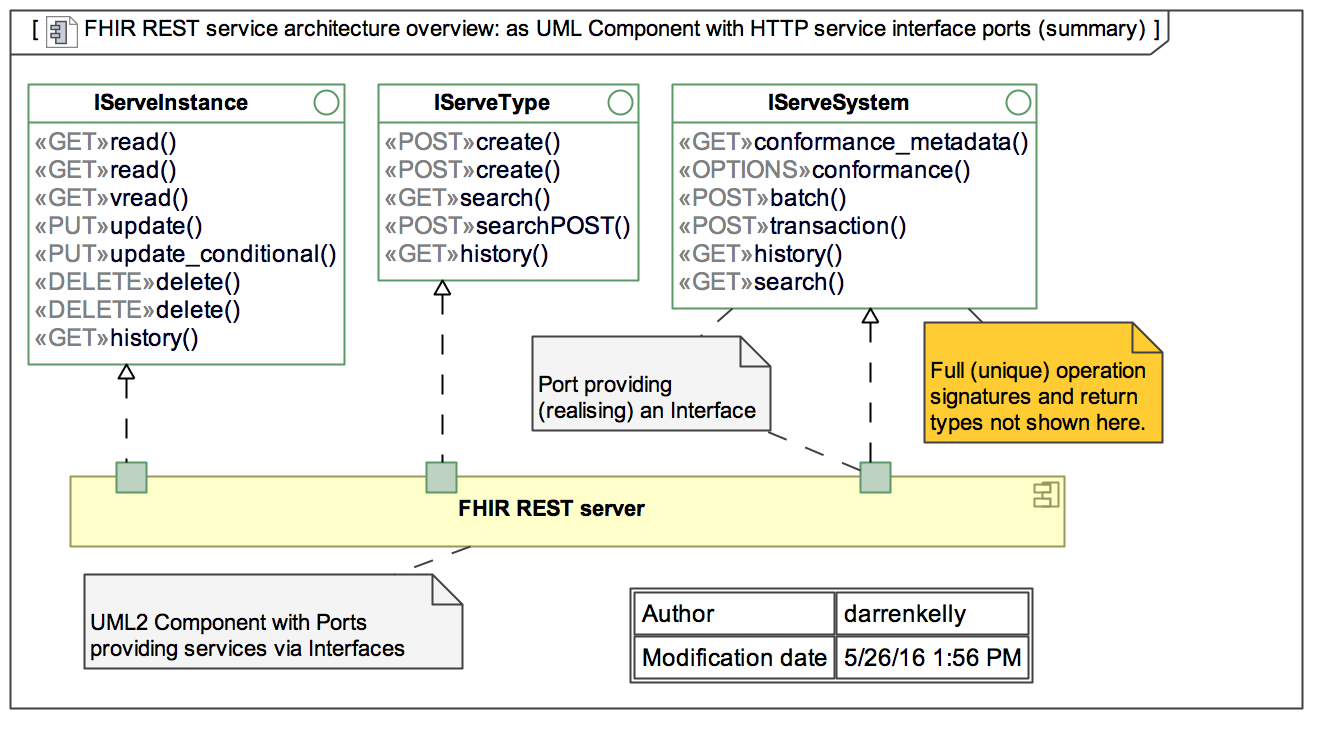 [ FHIR REST service architecture overview: as UML Component with HTTP service interface ports (summary) ]
IServeInstance
«GET»read()
«GET»read()
«GET»vread()
«PUT»update()
«PUT»update_conditional()
«DELETE»delete()
«DELETE»delete()
«GET»history()
IServeType
«POST»create()
«POST»create()
«GET»search()
«POST»searchPOST()
«GET»history()
IServeSystem
«GET»conformance_metadata()
«OPTIONS»conformance()
«POST»batch()
«POST»transaction()
«GET»history()
«GET»search()
Port providing
(realising) an Interface
Full (unique) operation
signatures and return
types not shown here.
FHIR REST server
UML2 Component with Ports
providing services via Interfaces
Author darrenkelly
Modification date 5/26/16 1:56 PM